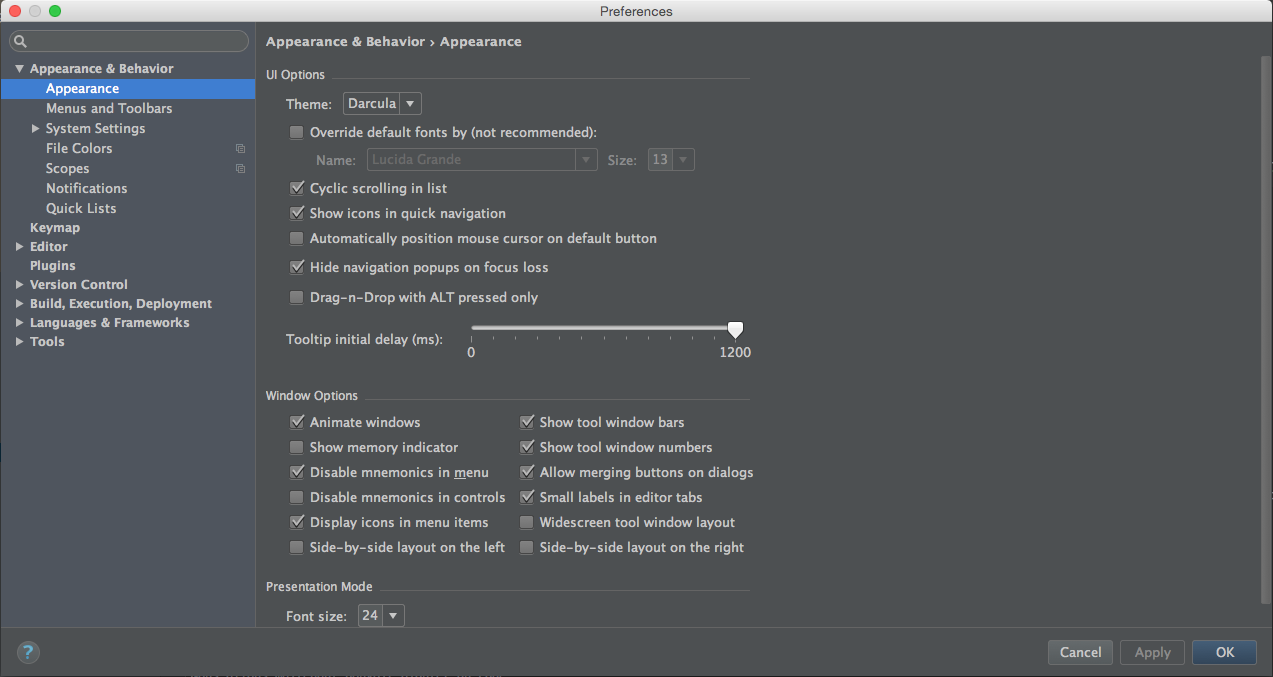 Preferences
Appearance & Behavior
Appearance
Menus and Toolbars
System Settings
File Colors
Scopes
Notifications
Quick Lists
Keymap
Editor
Plugins
Version Control
Build, Execution, Deployment
Languages & Frameworks
Tools
Appearance & Behavior › Appearance
UI Options
Theme: Darcula
Override default fonts by (not recommended):
Name: Lucida Grande Size: 13
Cyclic scrolling in list
Show icons in quick navigation
Automatically position mouse cursor on default button
Hide navigation popups on focus loss
Drag-n-Drop with ALT pressed only
Tooltip initial delay (ms):
0 1200
Window Options
Animate windows Show tool window bars
Show memory indicator Show tool window numbers
Disable mnemonics in menu Allow merging buttons on dialogs
Disable mnemonics in controls Small labels in editor tabs
Display icons in menu items Widescreen tool window layout
Side-by-side layout on the left Side-by-side layout on the right
Presentation Mode
Font size: 24
? Cancel Apply OK